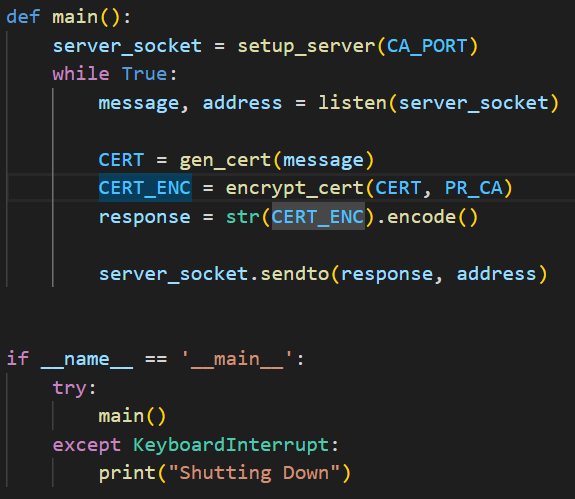 def main():
    server_socket = setup_server(CA_PORT)
    while True:
        message, address = listen(server_socket)
        CERT = gen_cert(message)
        CERT_ENC = encrypt_cert(CERT, PR_CA)
        response = str(CERT_ENC).encode()
        server_socket.sendto(response, address)
if __name__ == '__main__':
    try:
        main()
    except KeyboardInterrupt:
        print("Shutting Down")